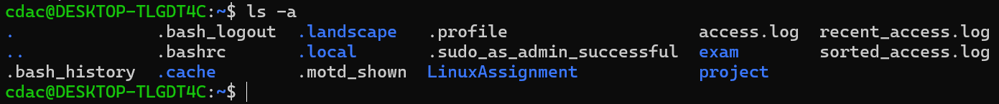 cdac@DESKTOP-TLGDT4C:~$ ls -a
. .bash_logout .landscape .profile access.log recent_access.log
.. .bashrc .local .sudo_as_admin_successful exam sorted_access.log
.bash_history .cache .motd_shown LinuxAssignment project
cdac@DESKTOP-TLGDT4C:~$